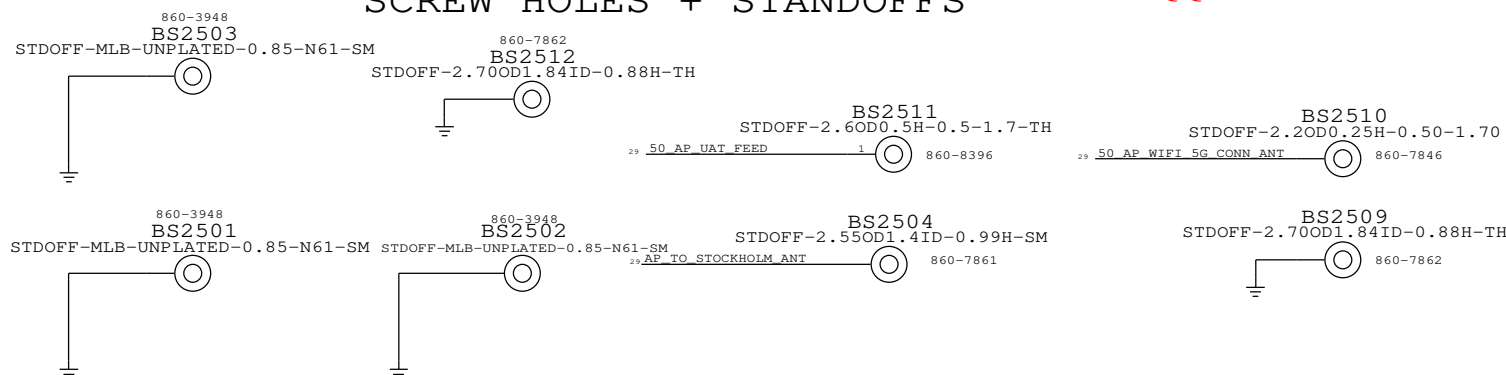 SCREW HOLES + STANDOFFS
860-3948
BS2503
STDOFF-MLB-UNPLATED-0.85-N61-SM
860-7862
BS2512
STDOFF-2.70OD1.84ID-0.88H-TH
BS2511
STDOFF-2.6OD0.5H-0.5-1.7-TH
29 50_AP_UAT_FEED 1
860-8396
BS2510
STDOFF-2.2OD0.25H-0.50-1.70
29 50_AP_WIFI_5G_CONN_ANT
860-7846
860-3948
BS2501
STDOFF-MLB-UNPLATED-0.85-N61-SM
860-3948
BS2502
STDOFF-MLB-UNPLATED-0.85-N61-SM
BS2504
STDOFF-2.55OD1.4ID-0.99H-SM
29 AP_TO_STOCKHOLM_ANT
860-7861
BS2509
STDOFF-2.70OD1.84ID-0.88H-TH
860-7862